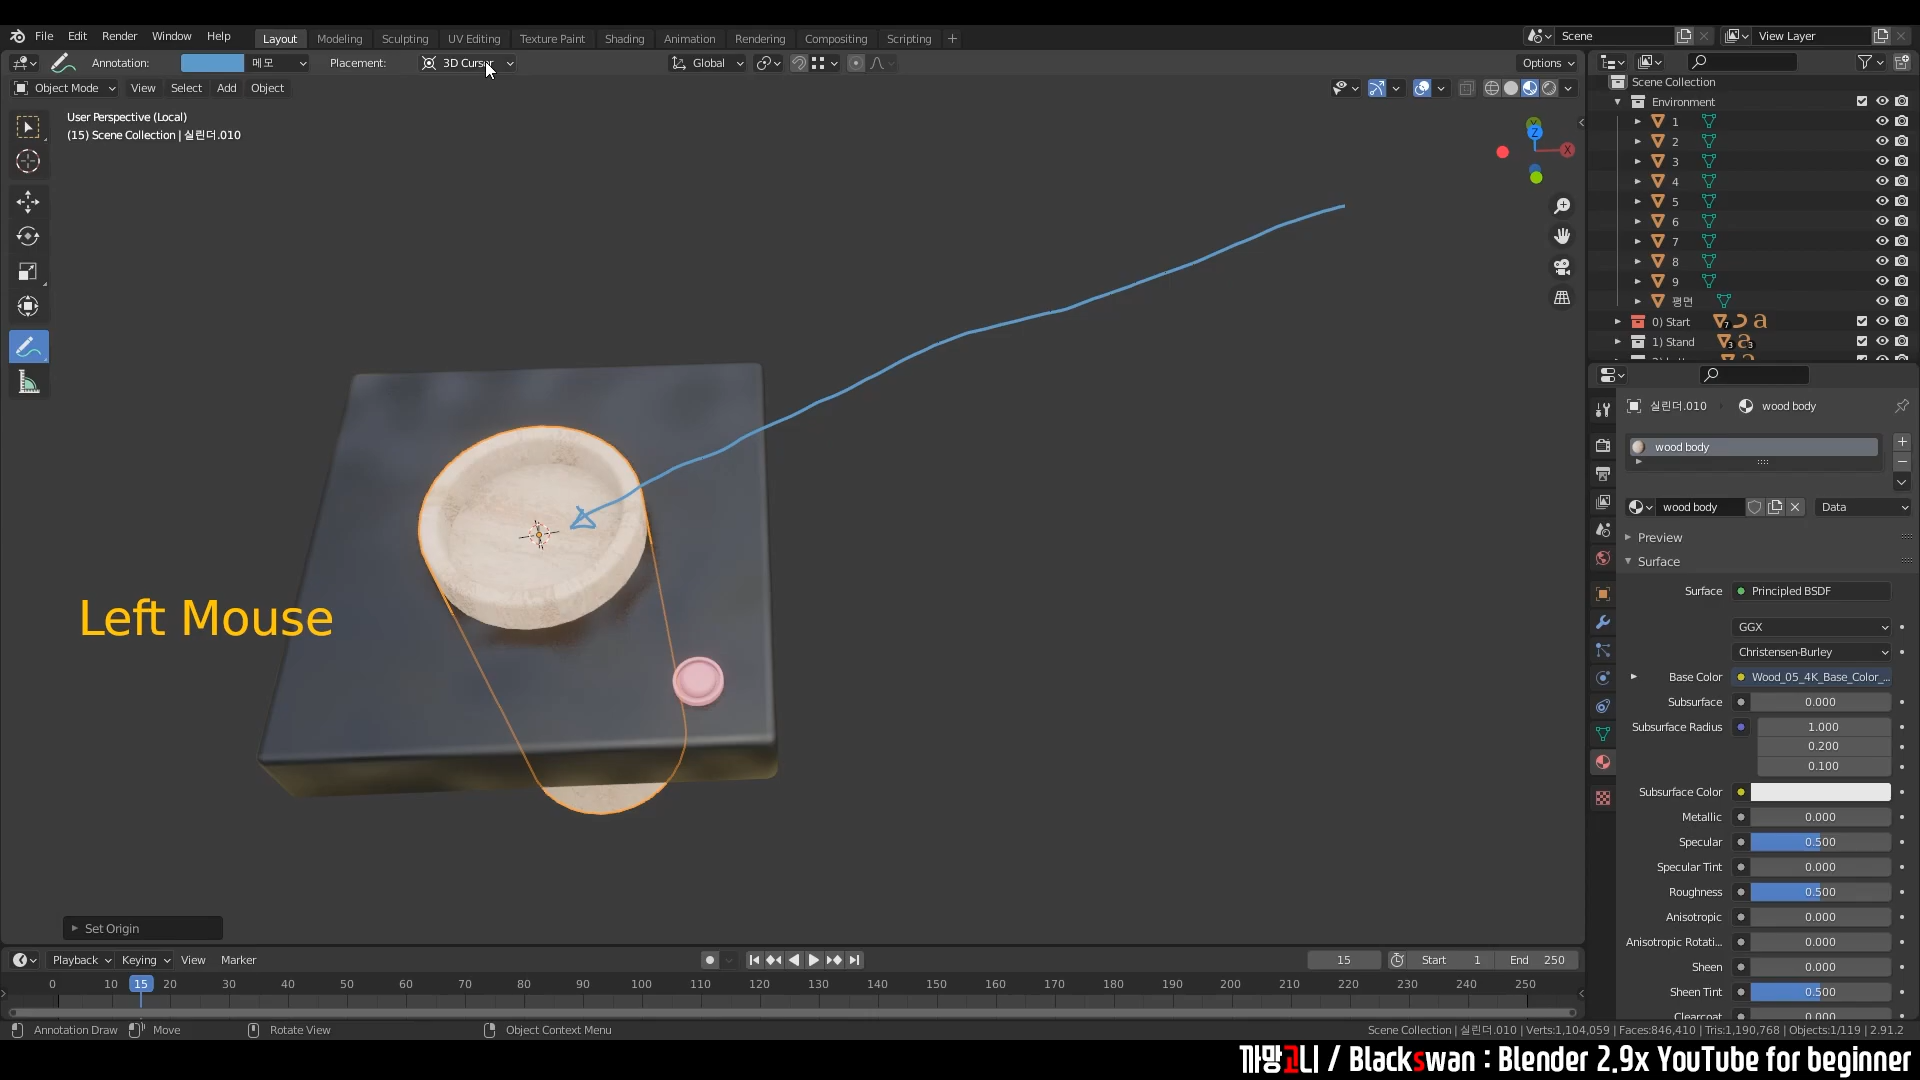 File Edit Render Window Help Layout Modeling Sculpting UV Editing Texture Paint Shading Animation Rendering Compositing Scripting + Scene View Layer
Annotation: 메모 Placement: 3D Cursor Global Options
Object Mode View Select Add Object
User Perspective (Local)
(15) Scene Collection | 실린더.010
Z
X
Left Mouse
Set Origin
Scene Collection
Environment
1
2
3
4
5
6
7
8
9
평면
0) Start 7 a
1) Stand 3 a 3
실린더.010 wood body
wood body
wood body Data
Preview
Surface
Surface Principled BSDF
GGX
Christensen-Burley
Base Color Wood_05_4K_Base_Color_...
Subsurface 0.000
Subsurface Radius 1.000
0.200
0.100
Subsurface Color
Metallic 0.000
Specular 0.500
Specular Tint 0.000
Roughness 0.500
Anisotropic 0.000
Anisotropic Rotati... 0.000
Sheen 0.000
Sheen Tint 0.500
Clearcoat 0.000
Playback Keying View Marker 15 Start 1 End 250
0 10 15 20 30 40 50 60 70 80 90 100 110 120 130 140 150 160 170 180 190 200 210 220 230 240 250
Annotation Draw Move Rotate View Object Context Menu Scene Collection | 실린더.010 | Verts:1,104,059 | Faces:846,410 | Tris:1,190,768 | Objects:1/119 | 2.91.2
까망고니 / Blackswan : Blender 2.9x YouTube for beginner